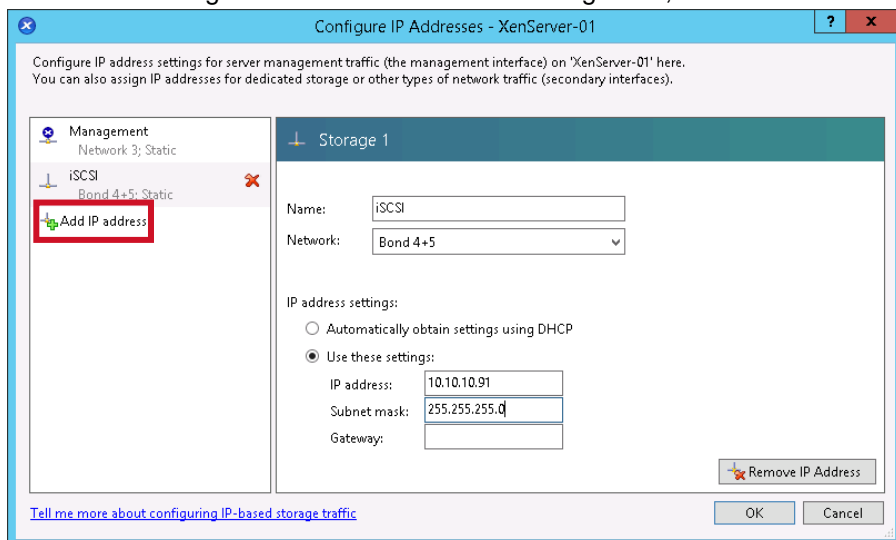 Configure IP Addresses - XenServer-01
? x
Configure IP address settings for server management traffic (the management interface) on 'XenServer-01' here.
You can also assign IP addresses for dedicated storage or other types of network traffic (secondary interfaces).
Management
Network 3; Static
iSCSI
Bond 4+5; Static
Add IP address
Storage 1
Name: iSCSI
Network: Bond 4+5
IP address settings:
Automatically obtain settings using DHCP
Use these settings:
IP address: 10.10.10.91
Subnet mask: 255.255.255.0
Gateway:
Remove IP Address
Tell me more about configuring IP-based storage traffic
OK Cancel